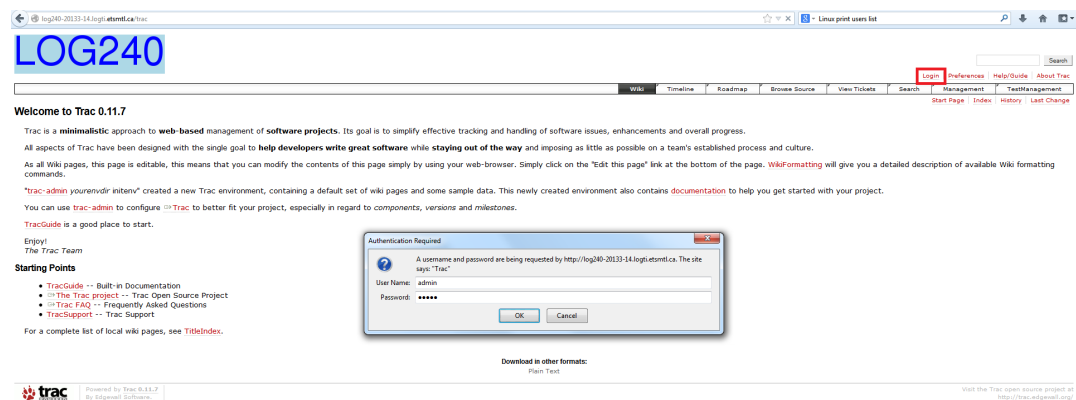 log240-20133-14.logti.etsmtl.ca/trac
Linux print users list
LOG240
Search
Login Preferences Help/Guide About Trac
Wiki Timeline Roadmap Browse Source View Tickets Search Management TestManagement
Start Page Index History Last Change
Welcome to Trac 0.11.7
Trac is a minimalistic approach to web-based management of software projects. Its goal is to simplify effective tracking and handling of software issues, enhancements and overall progress.
All aspects of Trac have been designed with the single goal to help developers write great software while staying out of the way and imposing as little as possible on a team's established process and culture.
As all Wiki pages, this page is editable, this means that you can modify the contents of this page simply by using your web-browser. Simply click on the "Edit this page" link at the bottom of the page. WikiFormatting will give you a detailed description of available Wiki formatting
commands.
"trac-admin yourenvdir initenv" created a new Trac environment, containing a default set of wiki pages and some sample data. This newly created environment also contains documentation to help you get started with your project.
You can use trac-admin to configure Trac to better fit your project, especially in regard to components, versions and milestones.
TracGuide is a good place to start.
Enjoy!
The Trac Team
Starting Points
• TracGuide -- Built-in Documentation
• The Trac project -- Trac Open Source Project
• Trac FAQ -- Frequently Asked Questions
• TracSupport -- Trac Support
For a complete list of local wiki pages, see TitleIndex.
Authentication Required
A username and password are being requested by http://log240-20133-14.logti.etsmtl.ca. The site
says: "Trac"
User Name: admin
Password: •••••
OK Cancel
Download in other formats:
Plain Text
trac
Powered by Trac 0.11.7
By Edgewall Software.
Visit the Trac open source project at
http://trac.edgewall.org/